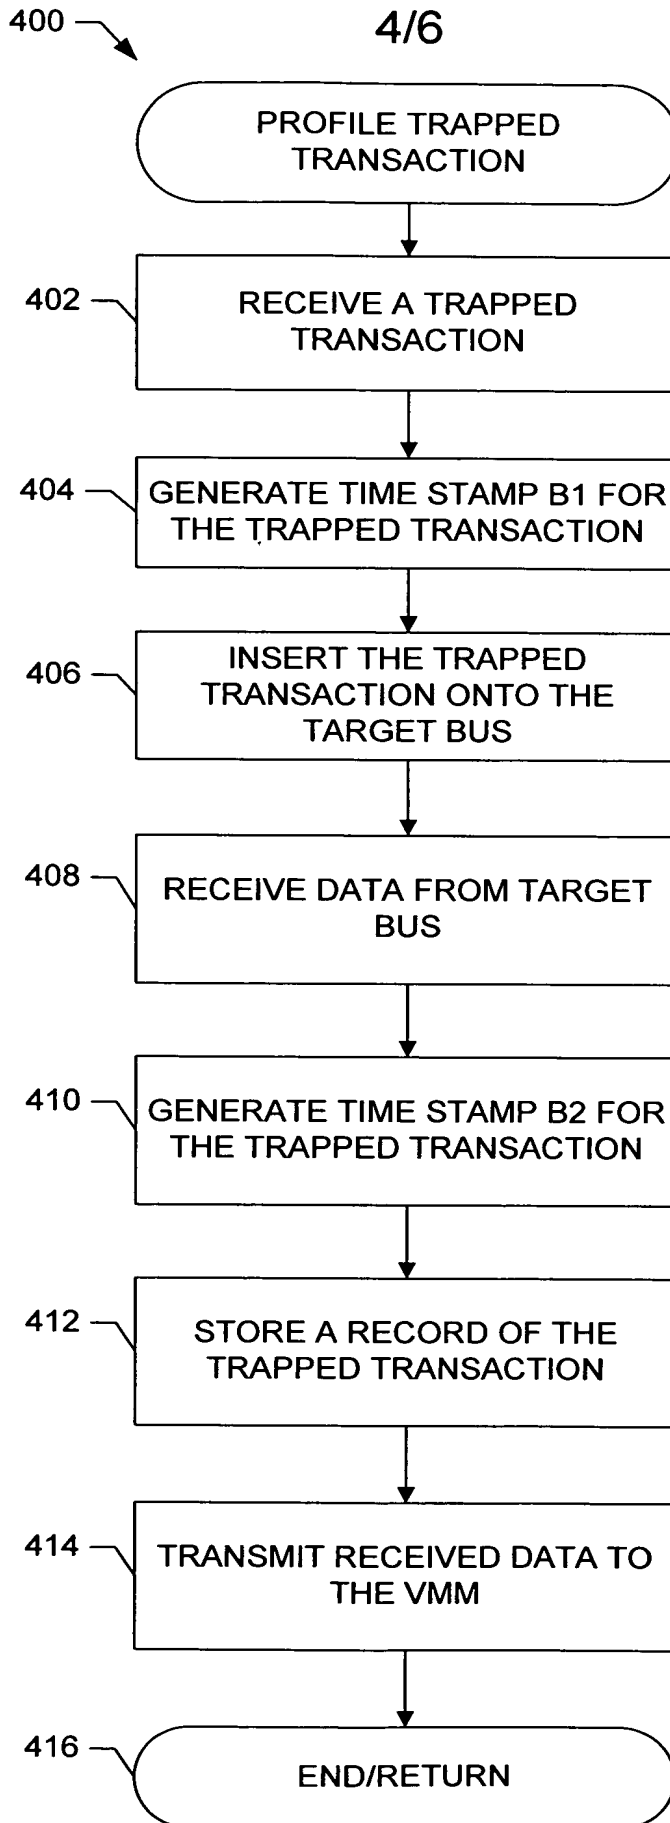 400
4/6
PROFILE TRAPPED
TRANSACTION
402
RECEIVE A TRAPPED
TRANSACTION
404
GENERATE TIME STAMP B1 FOR
THE TRAPPED TRANSACTION
406
INSERT THE TRAPPED
TRANSACTION ONTO THE
TARGET BUS
408
RECEIVE DATA FROM TARGET
BUS
410
GENERATE TIME STAMP B2 FOR
THE TRAPPED TRANSACTION
412
STORE A RECORD OF THE
TRAPPED TRANSACTION
414
TRANSMIT RECEIVED DATA TO
THE VMM
416
END/RETURN